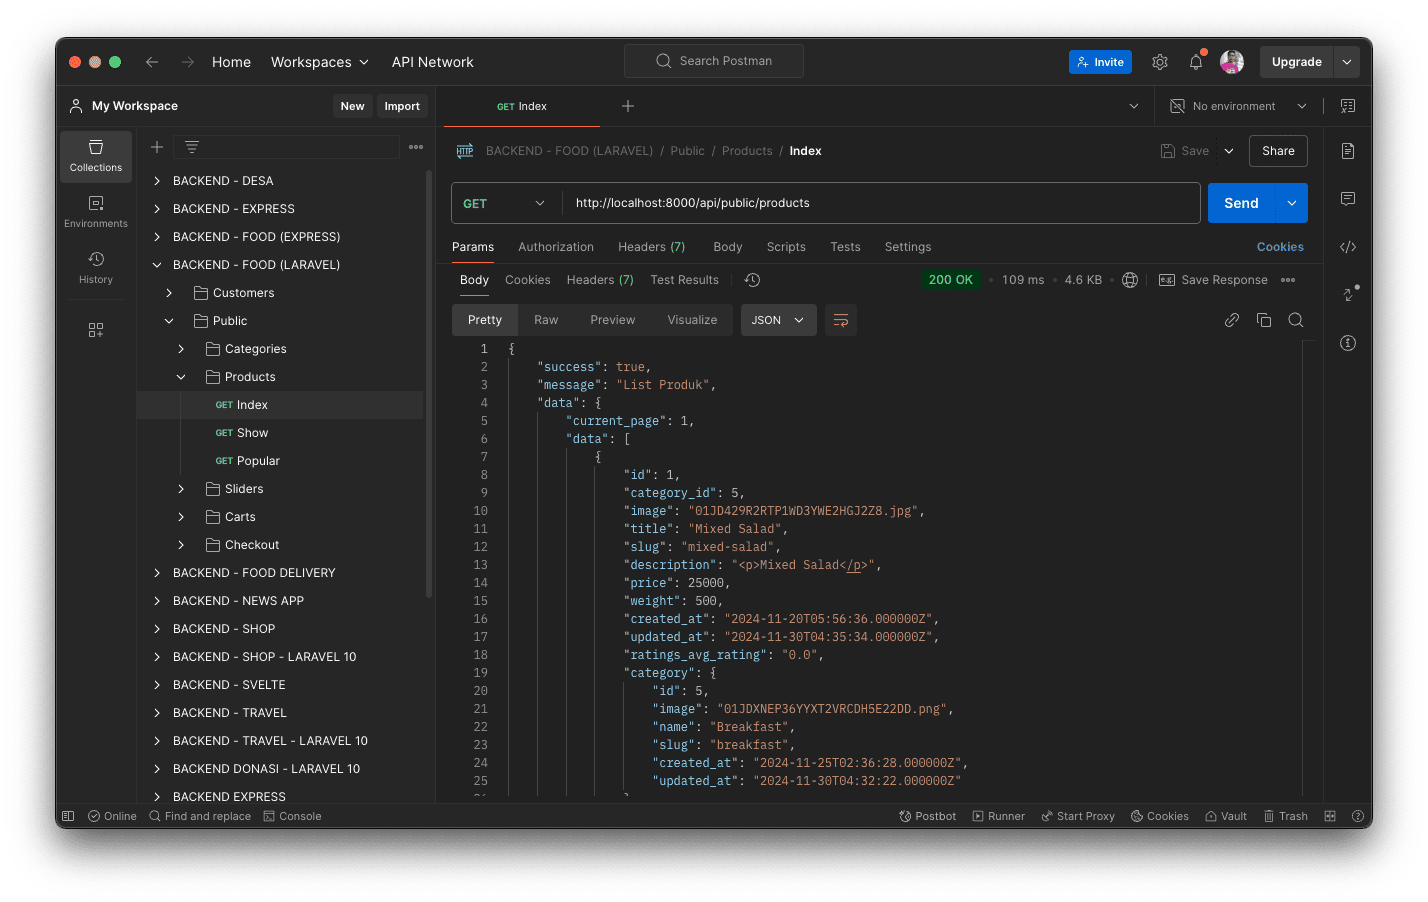 Home Workspaces API Network Search Postman Invite Upgrade
My Workspace New Import GET Index No environment
Collections
Environments
History
BACKEND - DESA
BACKEND - EXPRESS
BACKEND - FOOD (EXPRESS)
BACKEND - FOOD (LARAVEL)
Customers
Public
Categories
Products
GET Index
GET Show
GET Popular
Sliders
Carts
Checkout
BACKEND - FOOD DELIVERY
BACKEND - NEWS APP
BACKEND - SHOP
BACKEND - SHOP - LARAVEL 10
BACKEND - SVELTE
BACKEND - TRAVEL
BACKEND - TRAVEL - LARAVEL 10
BACKEND DONASI - LARAVEL 10
BACKEND EXPRESS
HTTP BACKEND - FOOD (LARAVEL) / Public / Products / Index Save Share
GET http://localhost:8000/api/public/products Send
Params Authorization Headers (7) Body Scripts Tests Settings Cookies
Body Cookies Headers (7) Test Results 200 OK • 109 ms • 4.6 KB • e.g. Save Response
Pretty Raw Preview Visualize JSON
1 {
2 "success": true,
3 "message": "List Produk",
4 "data": {
5 "current_page": 1,
6 "data": [
7 {
8 "id": 1,
9 "category_id": 5,
10 "image": "01JD429R2RTP1WD3YWE2HGJ2Z8.jpg",
11 "title": "Mixed Salad",
12 "slug": "mixed-salad",
13 "description": "<p>Mixed Salad</p>",
14 "price": 25000,
15 "weight": 500,
16 "created_at": "2024-11-20T05:56:36.000000Z",
17 "updated_at": "2024-11-30T04:35:34.000000Z",
18 "ratings_avg_rating": "0.0",
19 "category": {
20 "id": 5,
21 "image": "01JDXNEP36YYXT2VRCDH5E22DD.png",
22 "name": "Breakfast",
23 "slug": "breakfast",
24 "created_at": "2024-11-25T02:36:28.000000Z",
25 "updated_at": "2024-11-30T04:32:22.000000Z"
Online Find and replace Console Postbot Runner Start Proxy Cookies Vault Trash